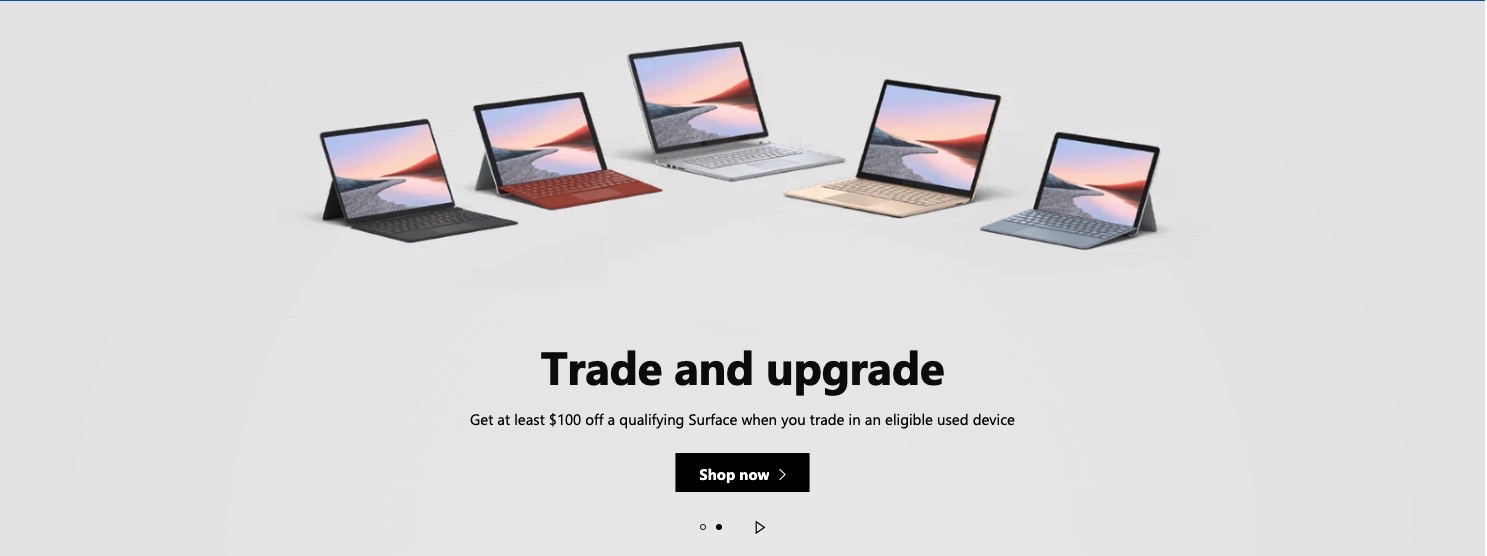 Trade and upgrade
Get at least $100 off a qualifying Surface when you trade in an eligible used device
Shop now